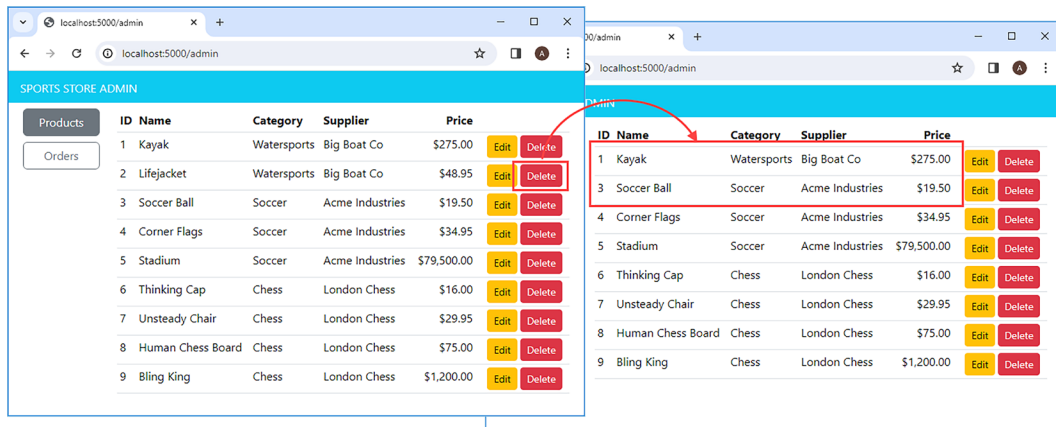 localhost:5000/admin
localhost:5000/admin
SPORTS STORE ADMIN
Products
Orders
ID Name Category Supplier Price
1 Kayak Watersports Big Boat Co $275.00 Edit Delete
2 Lifejacket Watersports Big Boat Co $48.95 Edit Delete
3 Soccer Ball Soccer Acme Industries $19.50 Edit Delete
4 Corner Flags Soccer Acme Industries $34.95 Edit Delete
5 Stadium Soccer Acme Industries $79,500.00 Edit Delete
6 Thinking Cap Chess London Chess $16.00 Edit Delete
7 Unsteady Chair Chess London Chess $29.95 Edit Delete
8 Human Chess Board Chess London Chess $75.00 Edit Delete
9 Bling King Chess London Chess $1,200.00 Edit Delete
A
00/admin
localhost:5000/admin
A
DMIN
ID Name Category Supplier Price
1 Kayak Watersports Big Boat Co $275.00 Edit Delete
3 Soccer Ball Soccer Acme Industries $19.50 Edit Delete
4 Corner Flags Soccer Acme Industries $34.95 Edit Delete
5 Stadium Soccer Acme Industries $79,500.00 Edit Delete
6 Thinking Cap Chess London Chess $16.00 Edit Delete
7 Unsteady Chair Chess London Chess $29.95 Edit Delete
8 Human Chess Board Chess London Chess $75.00 Edit Delete
9 Bling King Chess London Chess $1,200.00 Edit Delete